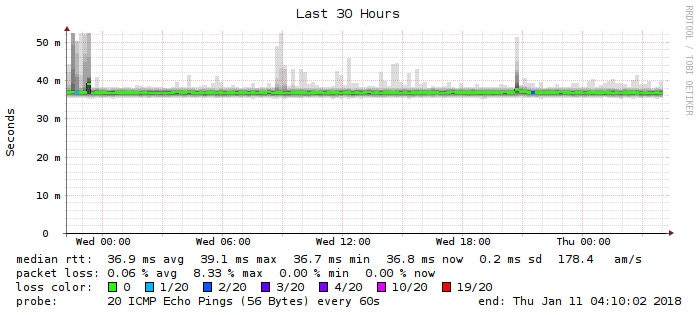 Last 30 Hours
RRDTOOL / TOBI OETIKER
Seconds
50 m
40 m
30 m
20 m
10 m
0
Wed 00:00 Wed 06:00 Wed 12:00 Wed 18:00 Thu 00:00
median rtt: 36.9 ms avg 39.1 ms max 36.7 ms min 36.8 ms now 0.2 ms sd 178.4 am/s
packet loss: 0.06 % avg 8.33 % max 0.00 % min 0.00 % now
loss color: 0 1/20 2/20 3/20 4/20 10/20 19/20
probe: 20 ICMP Echo Pings (56 Bytes) every 60s end: Thu Jan 11 04:10:02 2018